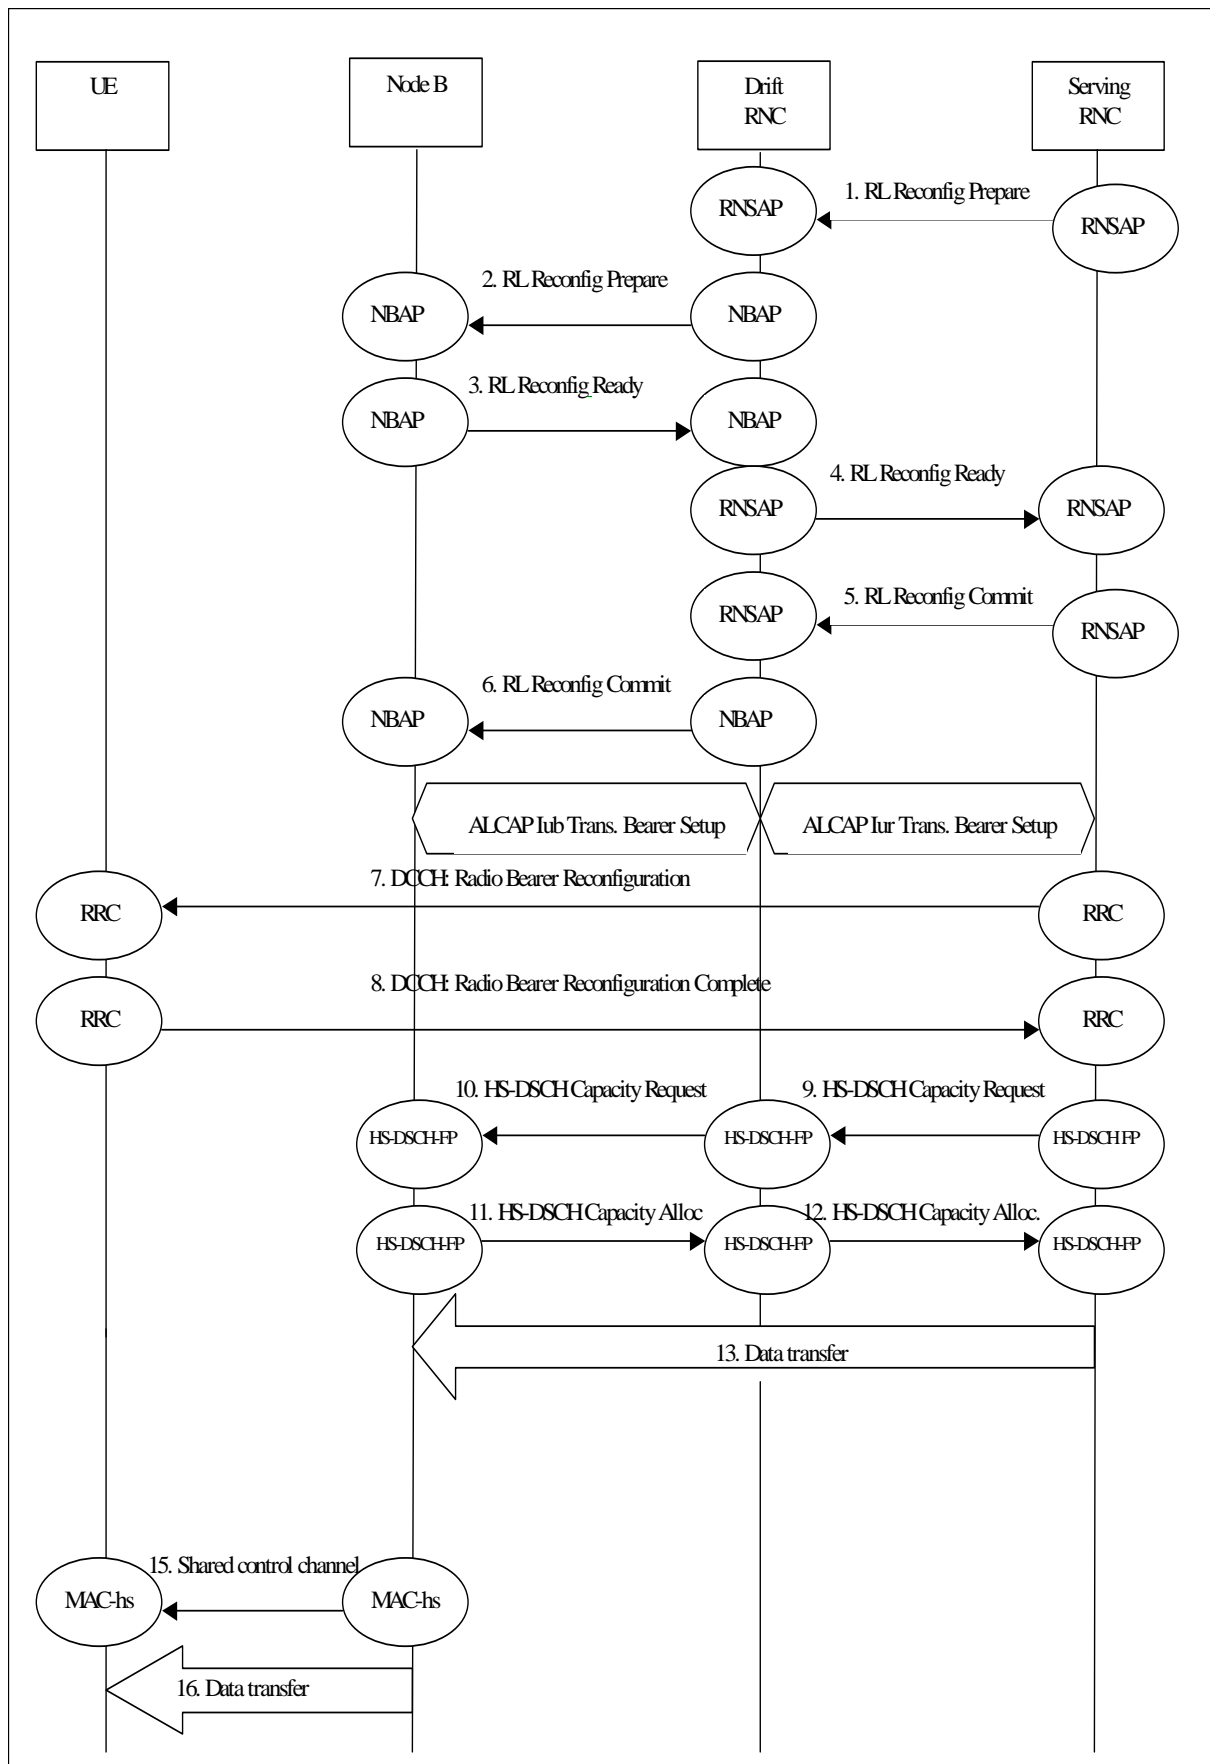 UE
Node B
Drift
RNC
Serving
RNC
1. RL Reconfig Prepare
RNSAP
RNSAP
2. RL Reconfig Prepare
NBAP
NBAP
3. RL Reconfig Ready
NBAP
NBAP
4. RL Reconfig Ready
RNSAP
RNSAP
5. RL Reconfig Commit
RNSAP
RNSAP
6. RL Reconfig Commit
NBAP
NBAP
ALCAP Iub Trans. Bearer Setup
ALCAP Iur Trans. Bearer Setup
7. DCCH: Radio Bearer Reconfiguration
RRC
RRC
8. DCCH: Radio Bearer Reconfiguration Complete
RRC
RRC
10. HS-DSCH Capacity Request
9. HS-DSCH Capacity Request
HS-DSCH-FP
HS-DSCH-FP
HS-DSCH FP
11. HS-DSCH Capacity Alloc
12. HS-DSCH Capacity Alloc.
HS-DSCH-FP
HS-DSCH-FP
HS-DSCH-FP
13. Data transfer
15. Shared control channel
MAC-hs
MAC-hs
16. Data transfer